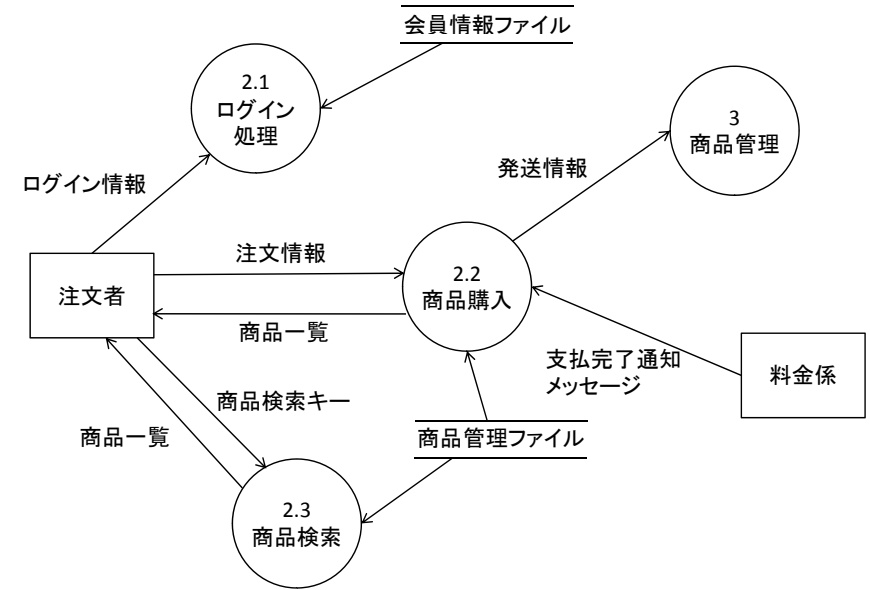 会員情報ファイル
2.1
ログイン
処理
3
商品管理
発送情報
ログイン情報
注文情報
2.2
商品購入
注文者
商品一覧
支払完了通知
メッセージ
料金係
商品検索キー
商品一覧
商品管理ファイル
2.3
商品検索